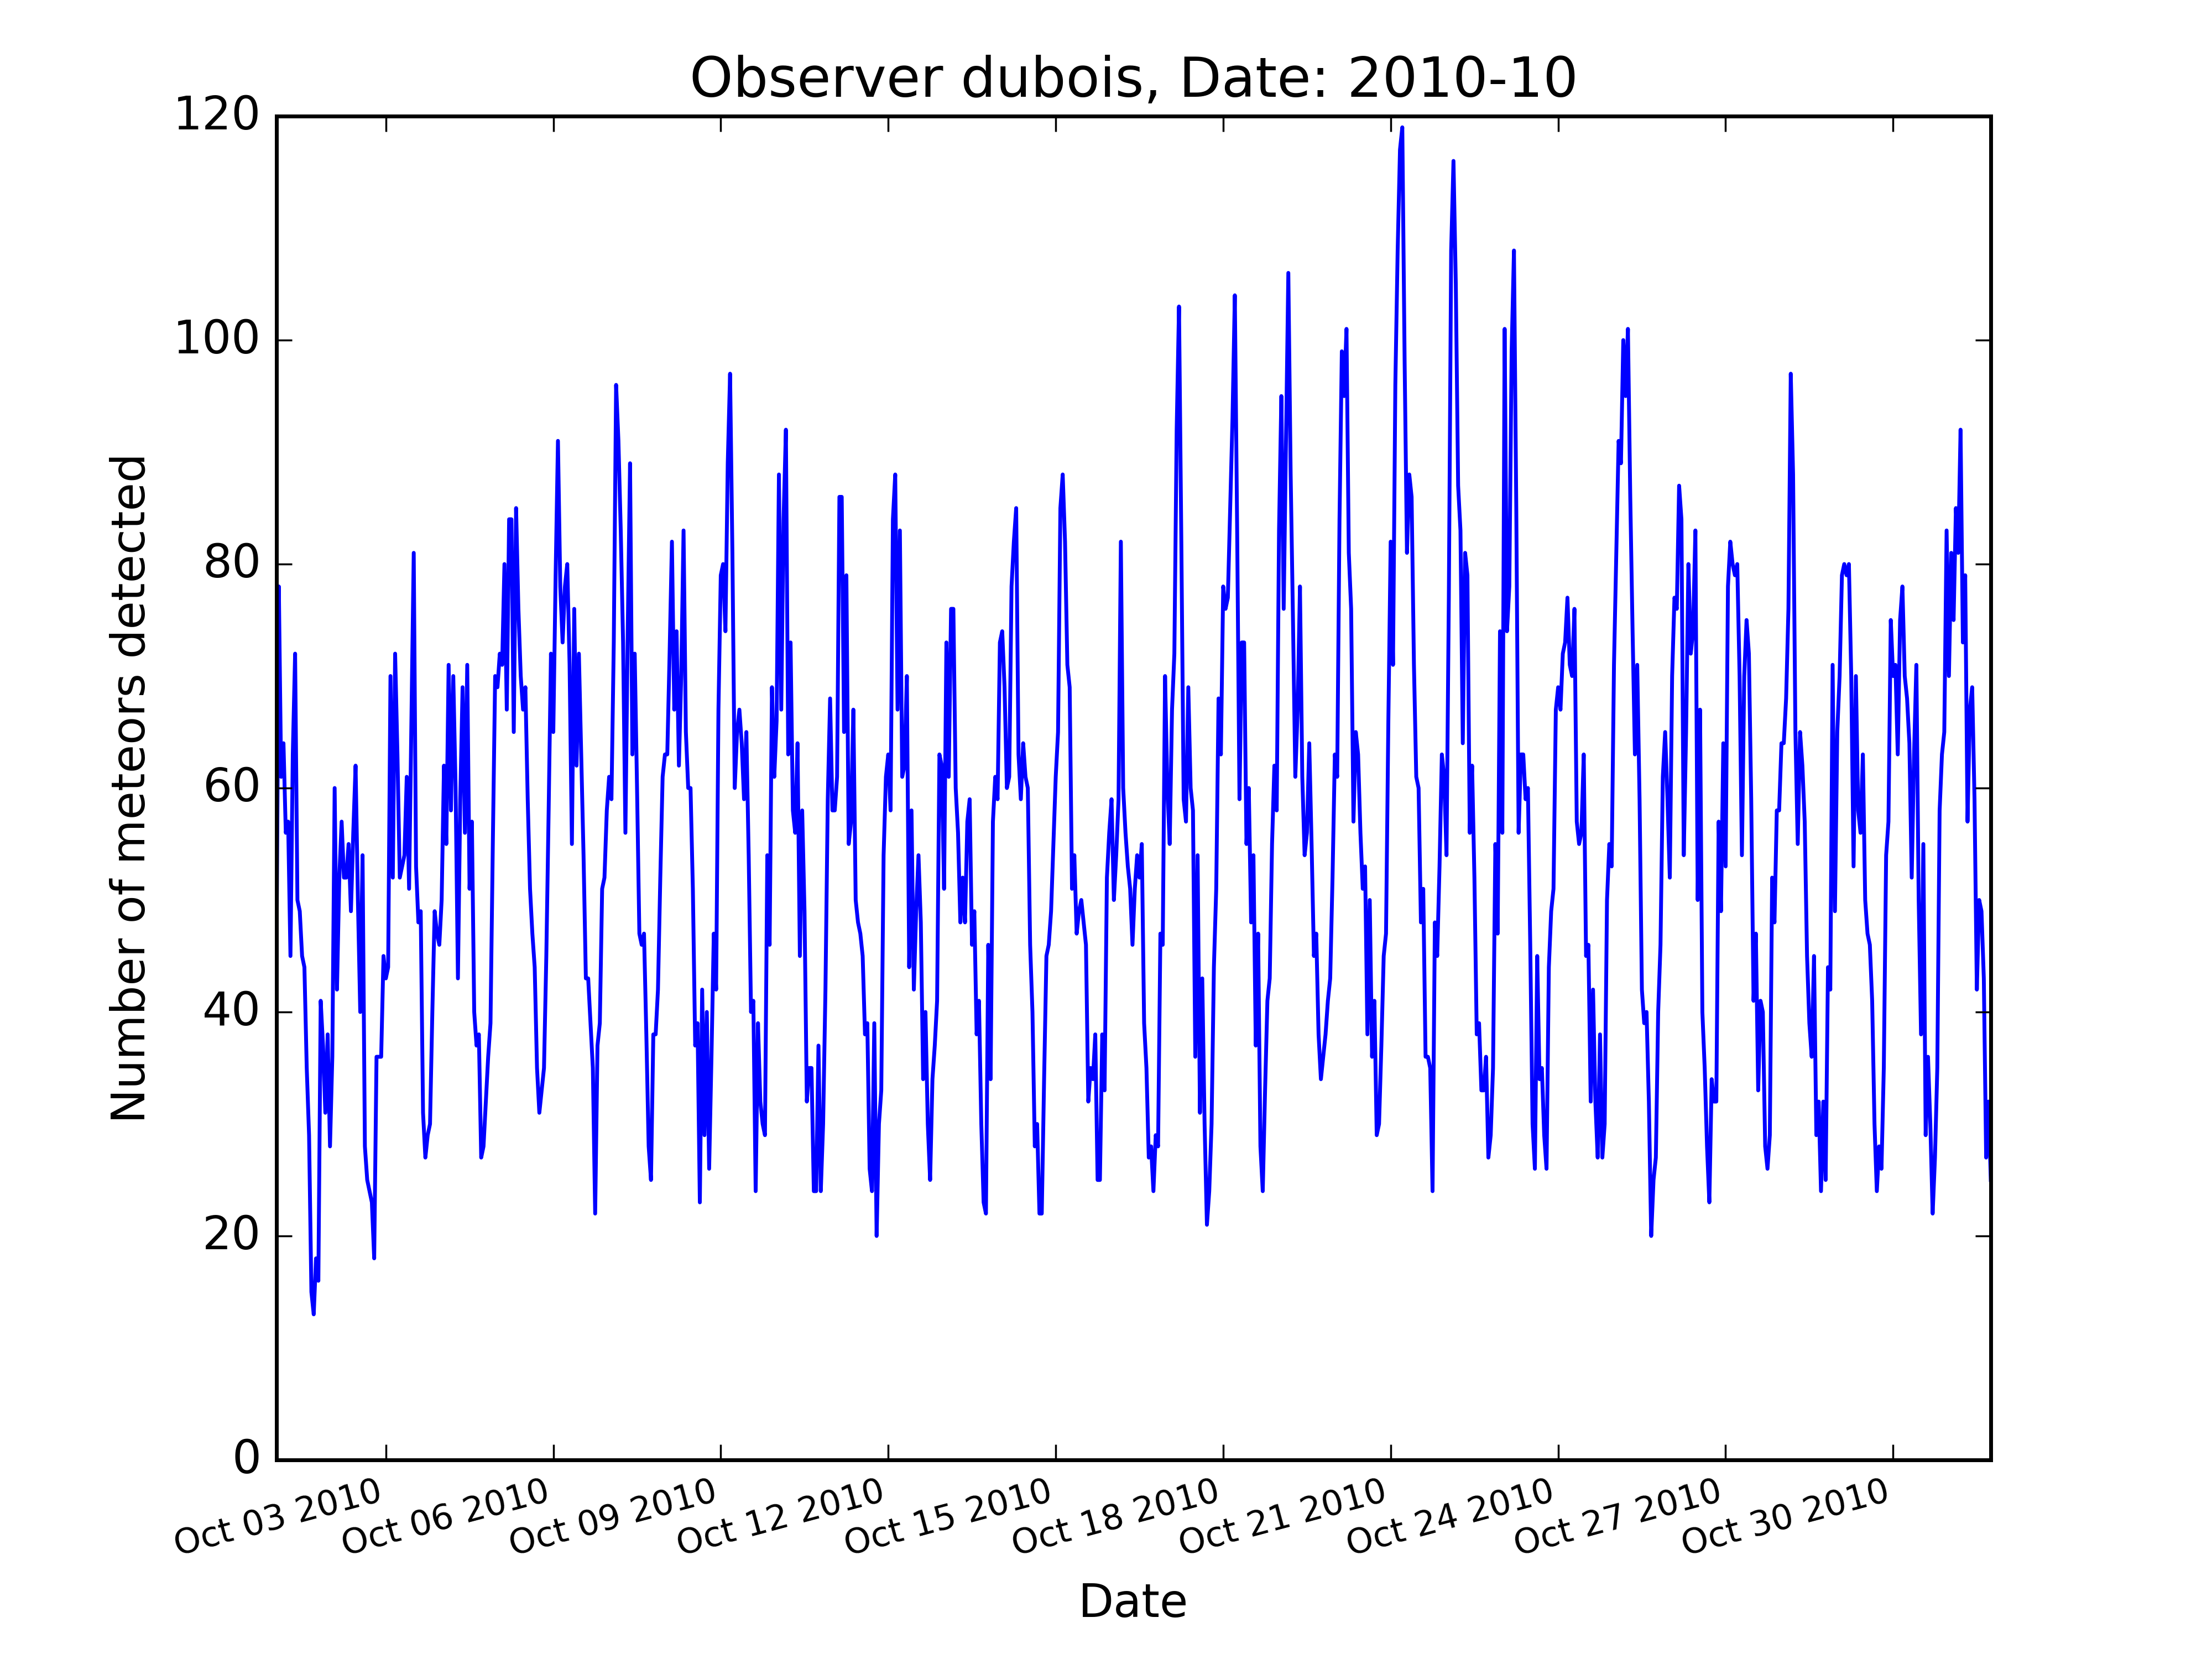 Observer dubois, Date: 2010-10
120
100
80
60
40
20
0
Number of meteors detected
Oct 03 2010
Oct 06 2010
Oct 09 2010
Oct 12 2010
Oct 15 2010
Oct 18 2010
Oct 21 2010
Oct 24 2010
Oct 27 2010
Oct 30 2010
Date